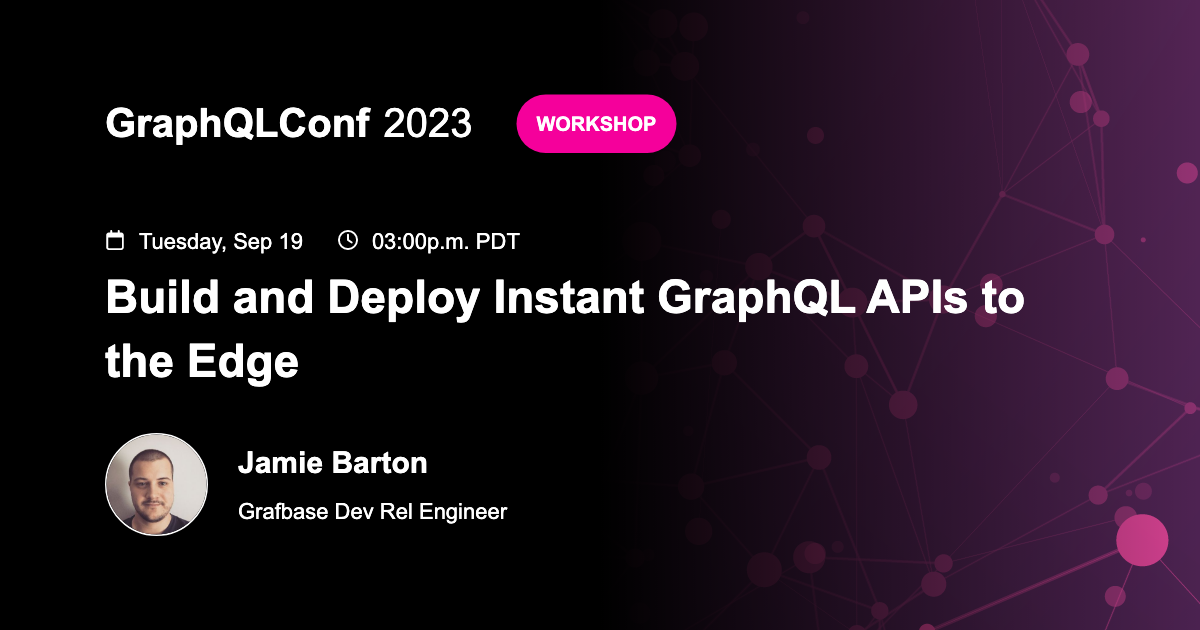 GraphQLConf 2023 WORKSHOP
Tuesday, Sep 19 03:00p.m. PDT
Build and Deploy Instant GraphQL APIs to
the Edge
Jamie Barton
Grafbase Dev Rel Engineer